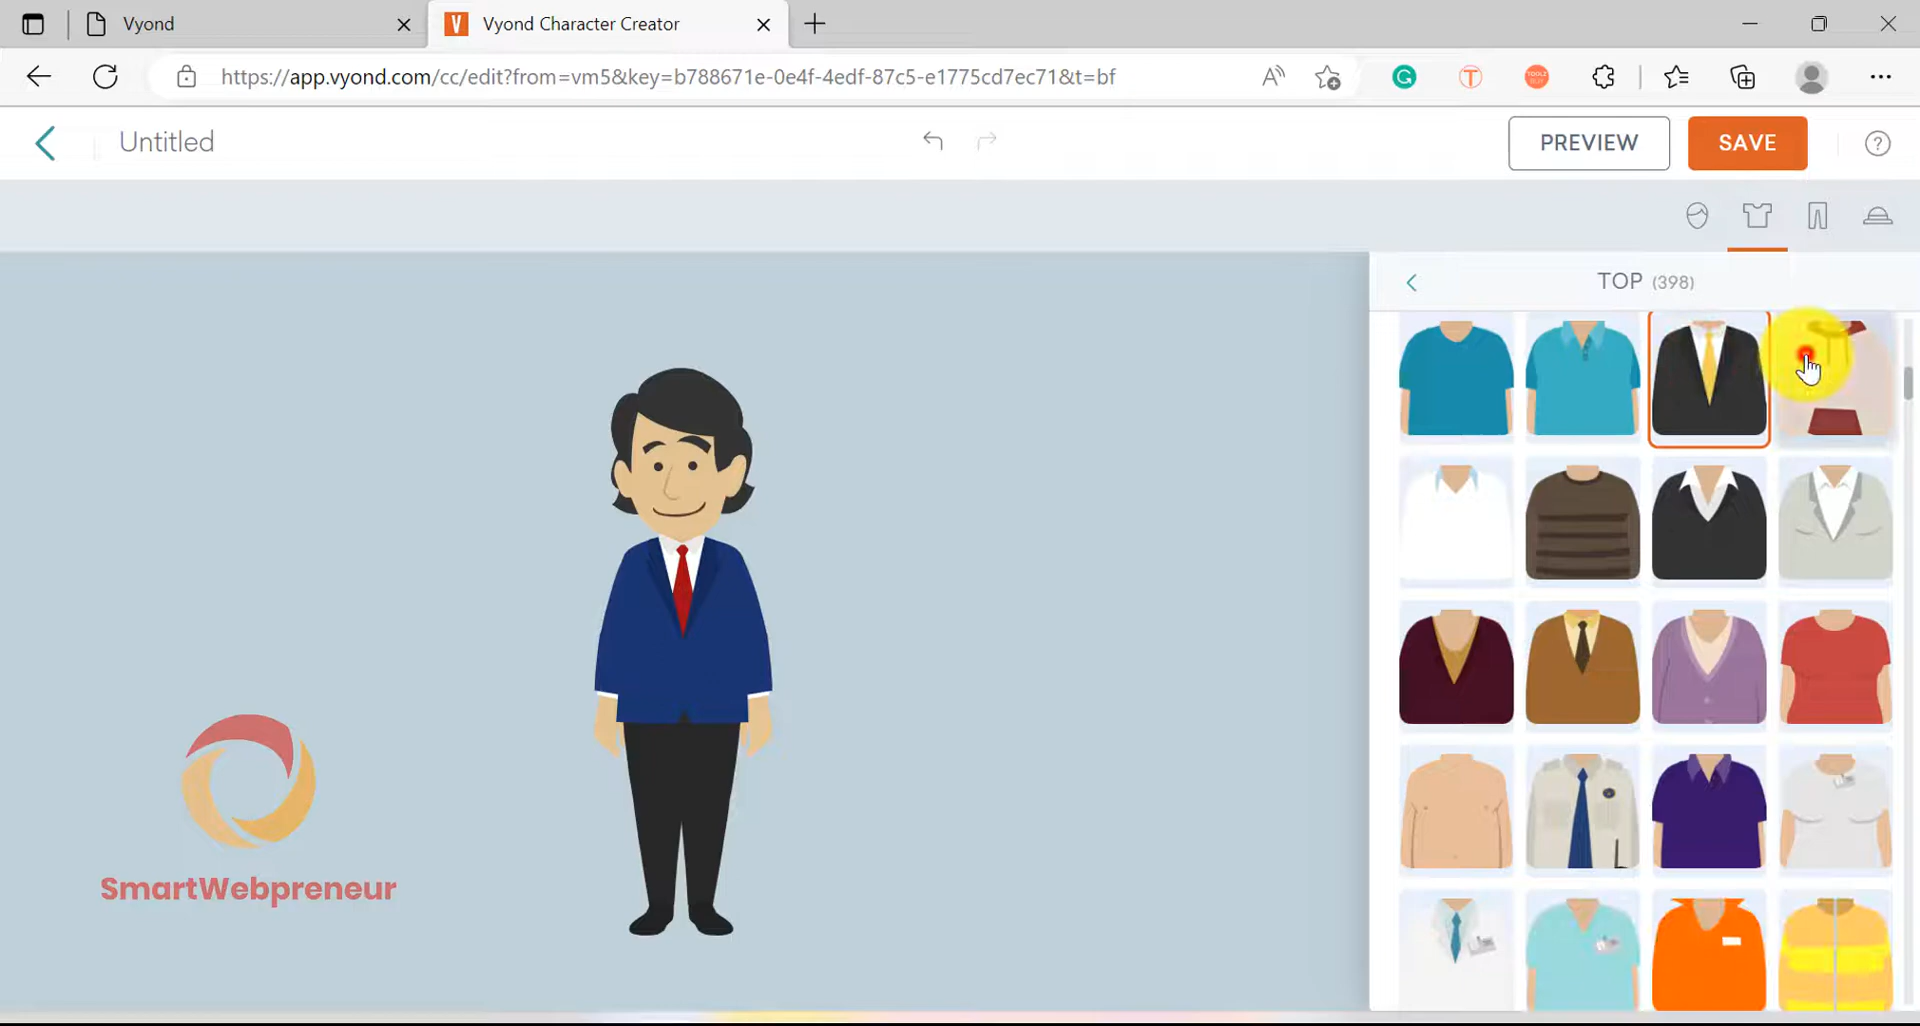 Vyond
V
Vyond Character Creator
https://app.vyond.com/cc/edit?from=vm5&key=b788671e-0e4f-4edf-87c5-e1775cd7ec71&t=bf
Untitled
PREVIEW
SAVE
TOP (398)
SmartWebpreneur